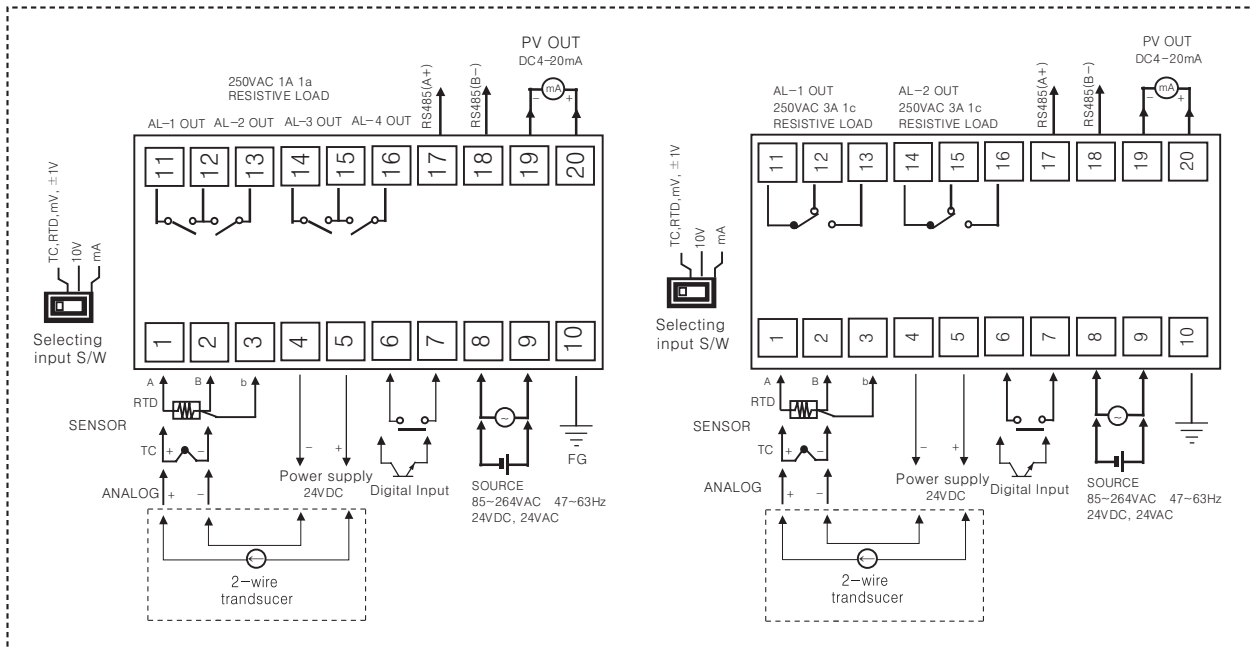 PV OUT
DC4-20mA
250VAC 1A 1a
RESISTIVE LOAD
AL-1 OUT AL-2 OUT AL-3 OUT AL-4 OUT
RS485(A+)
RS485(B-)
- mA +
11 12 13 14 15 16 17 18 19 20
TC,RTD,mV, ±1V
10V
mA
Selecting
input S/W
1 2 3 4 5 6 7 8 9 10
A B b
RTD
SENSOR
TC + -
ANALOG + -
- +
Power supply
24VDC
Digital Input
~
SOURCE
85~264VAC 47~63Hz
24VDC, 24VAC
FG
2-wire
trandsucer
PV OUT
DC4-20mA
AL-1 OUT
250VAC 3A 1c
RESISTIVE LOAD
AL-2 OUT
250VAC 3A 1c
RESISTIVE LOAD
RS485(A+)
RS485(B-)
- mA +
11 12 13 14 15 16 17 18 19 20
TC,RTD,mV, ±1V
10V
mA
Selecting
input S/W
1 2 3 4 5 6 7 8 9 10
A B b
RTD
SENSOR
TC + -
ANALOG + -
- +
Power supply
24VDC
Digital Input
~
SOURCE
85~264VAC 47~63Hz
24VDC, 24VAC
2-wire
trandsucer